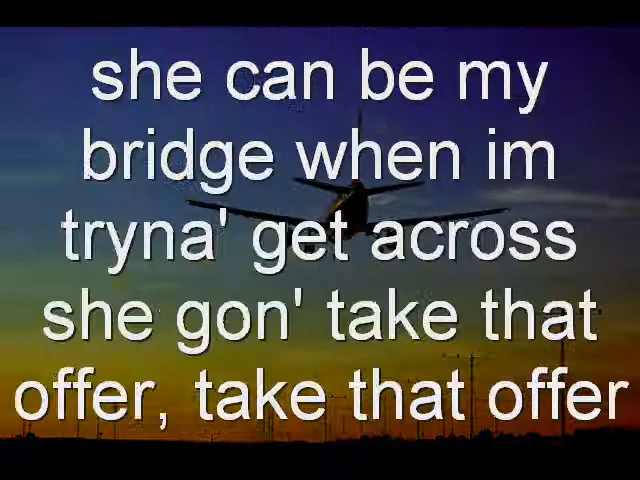 she can be my
bridge when im
tryna' get across
she gon' take that
offer, take that offer